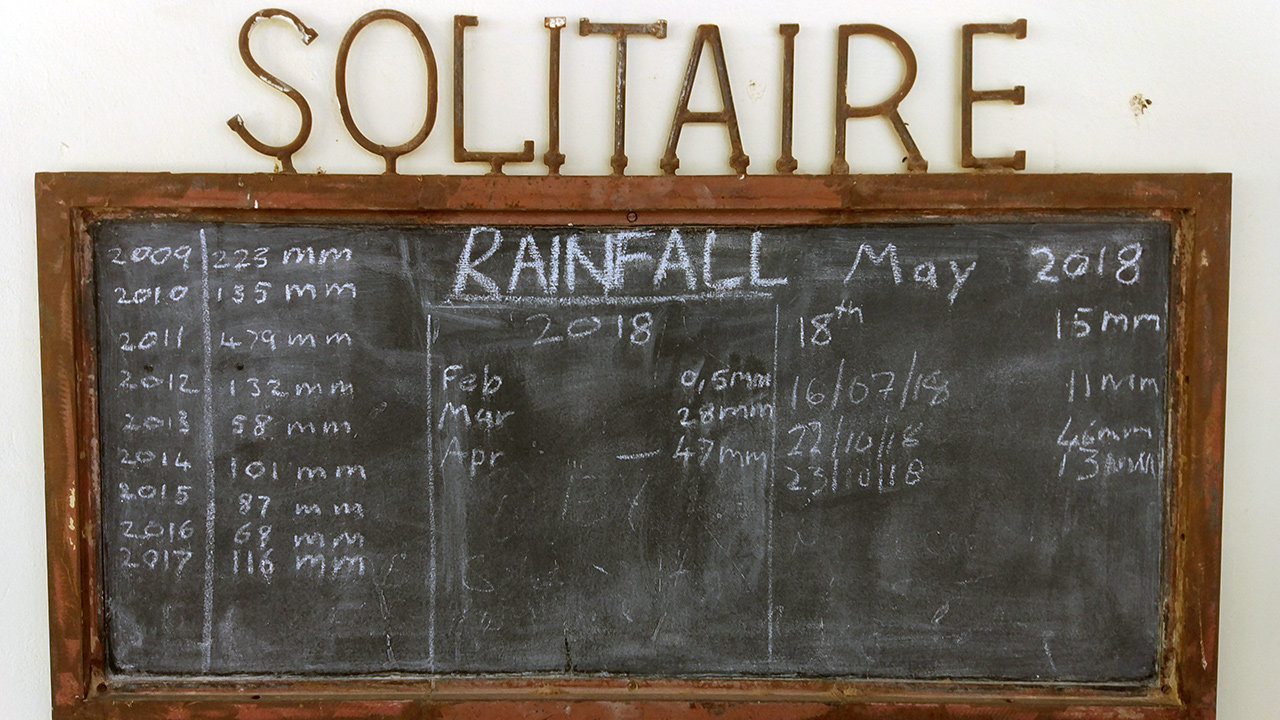 SOLITAIRE
RAINFALL
2009 223 mm
2010 135 mm
2011 479 mm
2012 132 mm
2013 58 mm
2014 101 mm
2015 87 mm
2016 68 mm
2017 116 mm
2018
Feb 0,5mm
Mar 28mm
Apr — 47mm
May 2018
18th 15mm
16/07/18 11mm
22/10/18
23/10/18 13mm